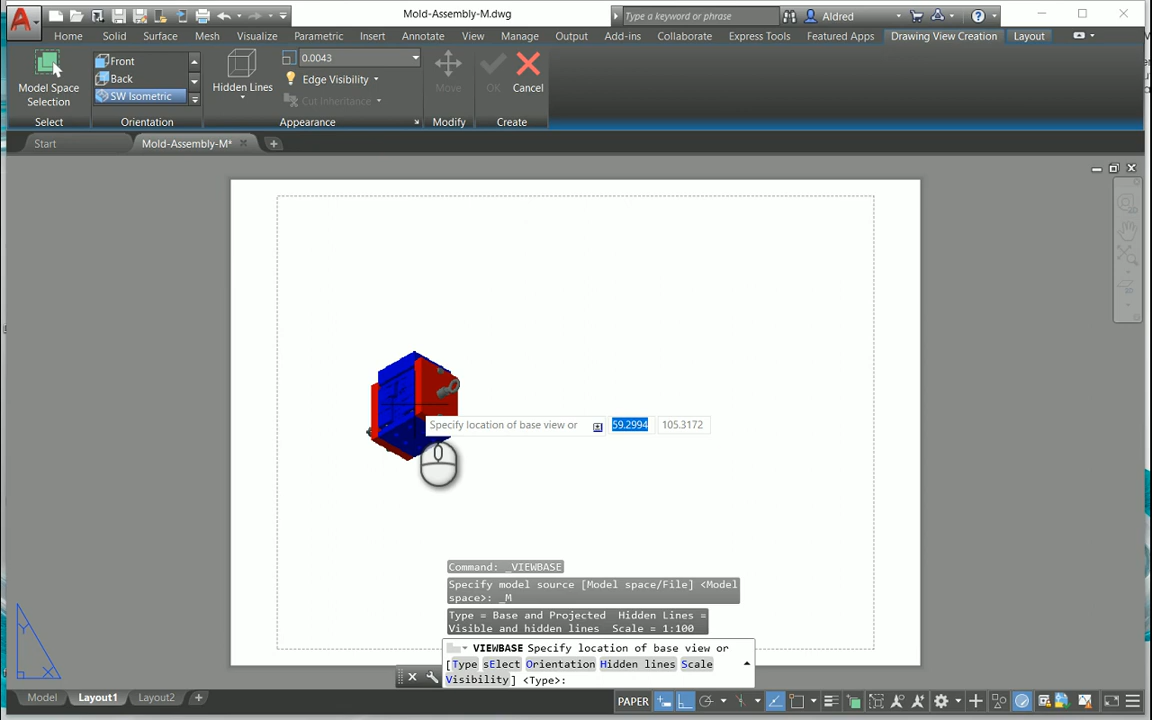 Mold-Assembly-M.dwg
Type a keyword or phrase
Aldred
Home Solid Surface Mesh Visualize Parametric Insert Annotate View Manage Output Add-ins Collaborate Express Tools Featured Apps Drawing View Creation Layout
Front
Back
SW Isometric
Model Space
Selection
Hidden Lines
0.0043
Edge Visibility
Cut Inheritance
Move
OK
Cancel
Select Orientation Appearance Modify Create
Start Mold-Assembly-M*
Specify location of base view or 59.2994 105.3172
Command: _VIEWBASE
Specify model source [Model space/File] <Model
space>: _M
Type = Base and Projected Hidden Lines =
Visible and hidden lines Scale = 1:100
VIEWBASE Specify location of base view or
[Type sElect Orientation Hidden lines Scale
Visibility] <Type>:
Y
X
Model Layout1 Layout2
PAPER